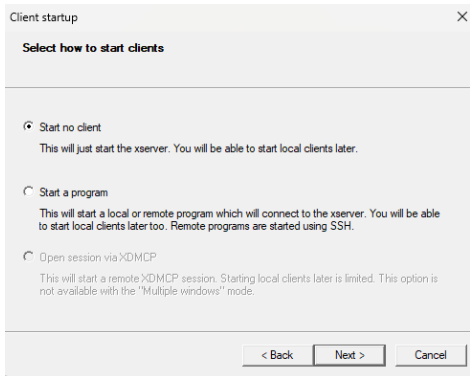 Client startup
Select how to start clients
Start no client
This will just start the xserver. You will be able to start local clients later.
Start a program
This will start a local or remote program which will connect to the xserver. You will be able
to start local clients later too. Remote programs are started using SSH.
Open session via XDMCP
This will start a remote XDMCP session. Starting local clients later is limited. This option is
not available with the "Multiple windows" mode.
< Back Next > Cancel